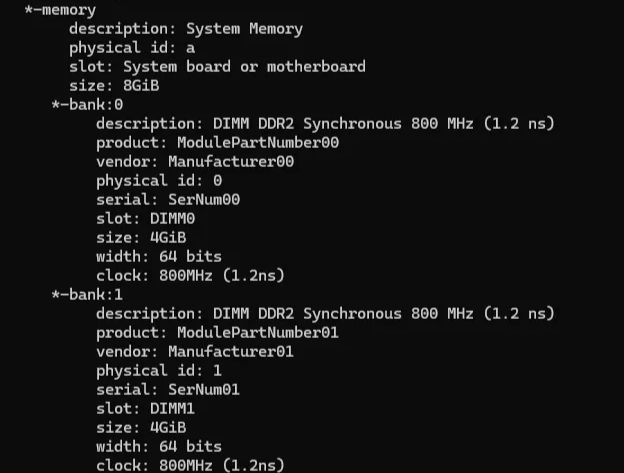 *-memory
description: System Memory
physical id: a
slot: System board or motherboard
size: 8GiB
*-bank:0
description: DIMM DDR2 Synchronous 800 MHz (1.2 ns)
product: ModulePartNumber00
vendor: Manufacturer00
physical id: 0
serial: SerNum00
slot: DIMM0
size: 4GiB
width: 64 bits
clock: 800MHz (1.2ns)
*-bank:1
description: DIMM DDR2 Synchronous 800 MHz (1.2 ns)
product: ModulePartNumber01
vendor: Manufacturer01
physical id: 1
serial: SerNum01
slot: DIMM1
size: 4GiB
width: 64 bits
clock: 800MHz (1.2ns)